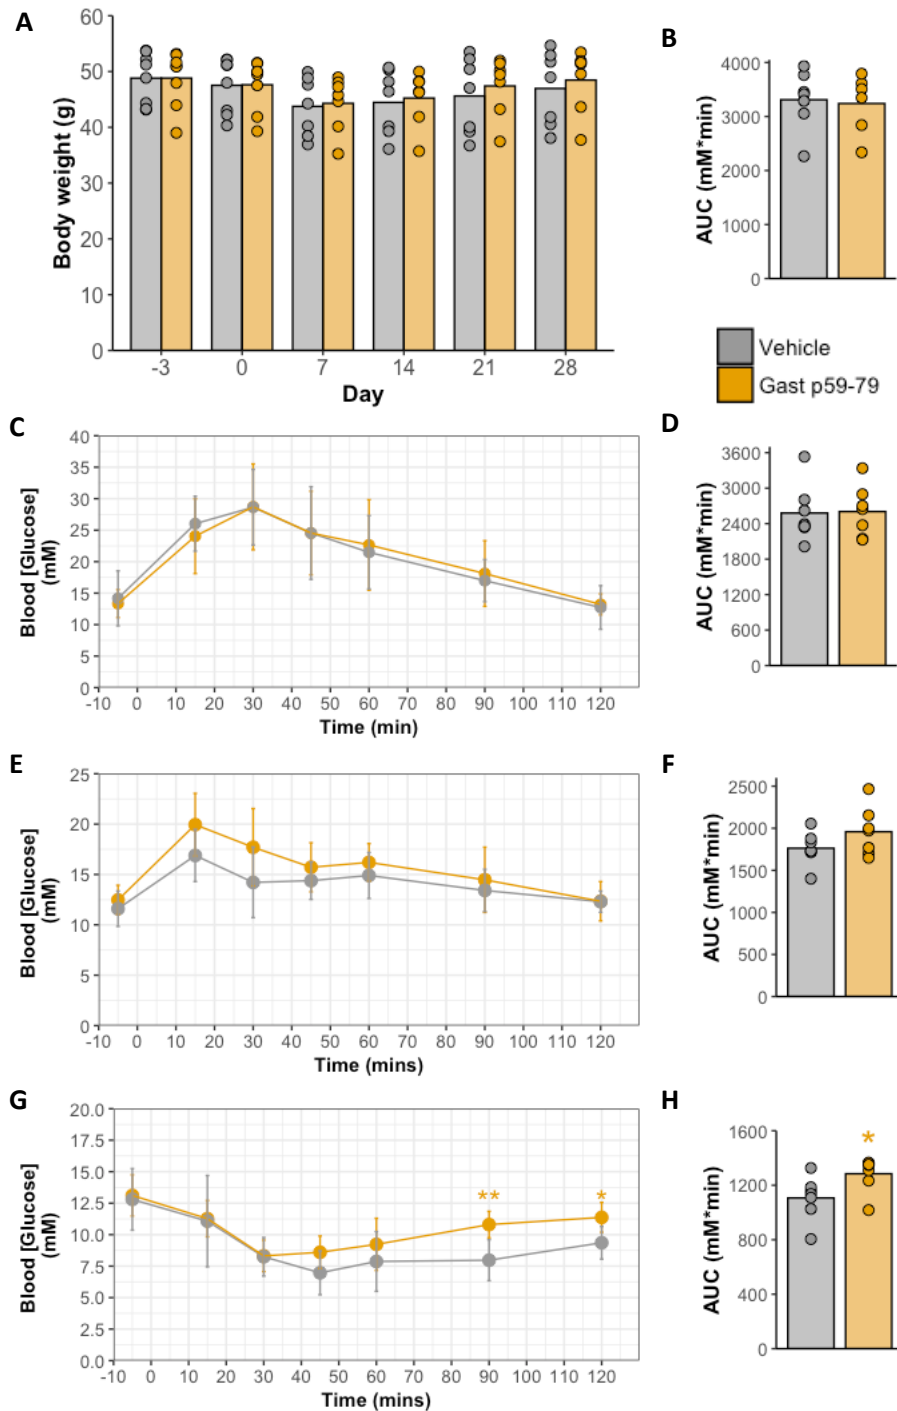 A
60
50
40
30
20
10
0
Body weight (g)
-3 0 7 14 21 28
Day
B
4000
3000
2000
1000
0
AUC (mM*min)
Vehicle
Gast p59-79
C
40
35
30
25
20
15
10
5
0
Blood [Glucose]
(mM)
-10 0 10 20 30 40 50 60 70 80 90 100 110 120
Time (min)
D
3600
3000
2400
1800
1200
600
0
AUC (mM*min)
E
25
20
15
10
5
0
Blood [Glucose]
(mM)
-10 0 10 20 30 40 50 60 70 80 90 100 110 120
Time (mins)
F
2500
2000
1500
1000
500
0
AUC (mM*min)
G
20.0
17.5
15.0
12.5
10.0
7.5
5.0
2.5
0.0
Blood [Glucose]
(mM)
** *
-10 0 10 20 30 40 50 60 70 80 90 100 110 120
Time (mins)
H
1600
1200
800
400
0
AUC (mM*min)
*